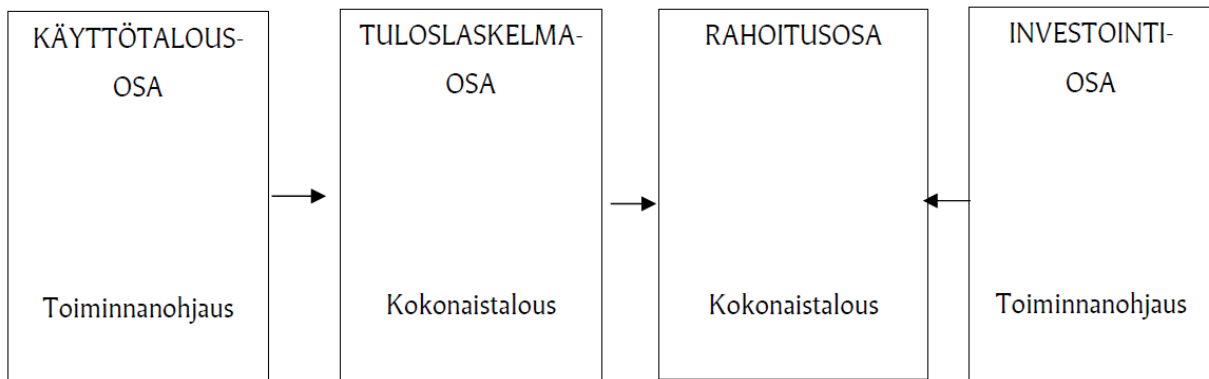 KÄYTTÖTALOUS-
OSA
Toiminnanohjaus
TULOSLASKELMA-
OSA
Kokonaistalous
RAHOITUSOSA
Kokonaistalous
INVESTOINTI-
OSA
Toiminnanohjaus